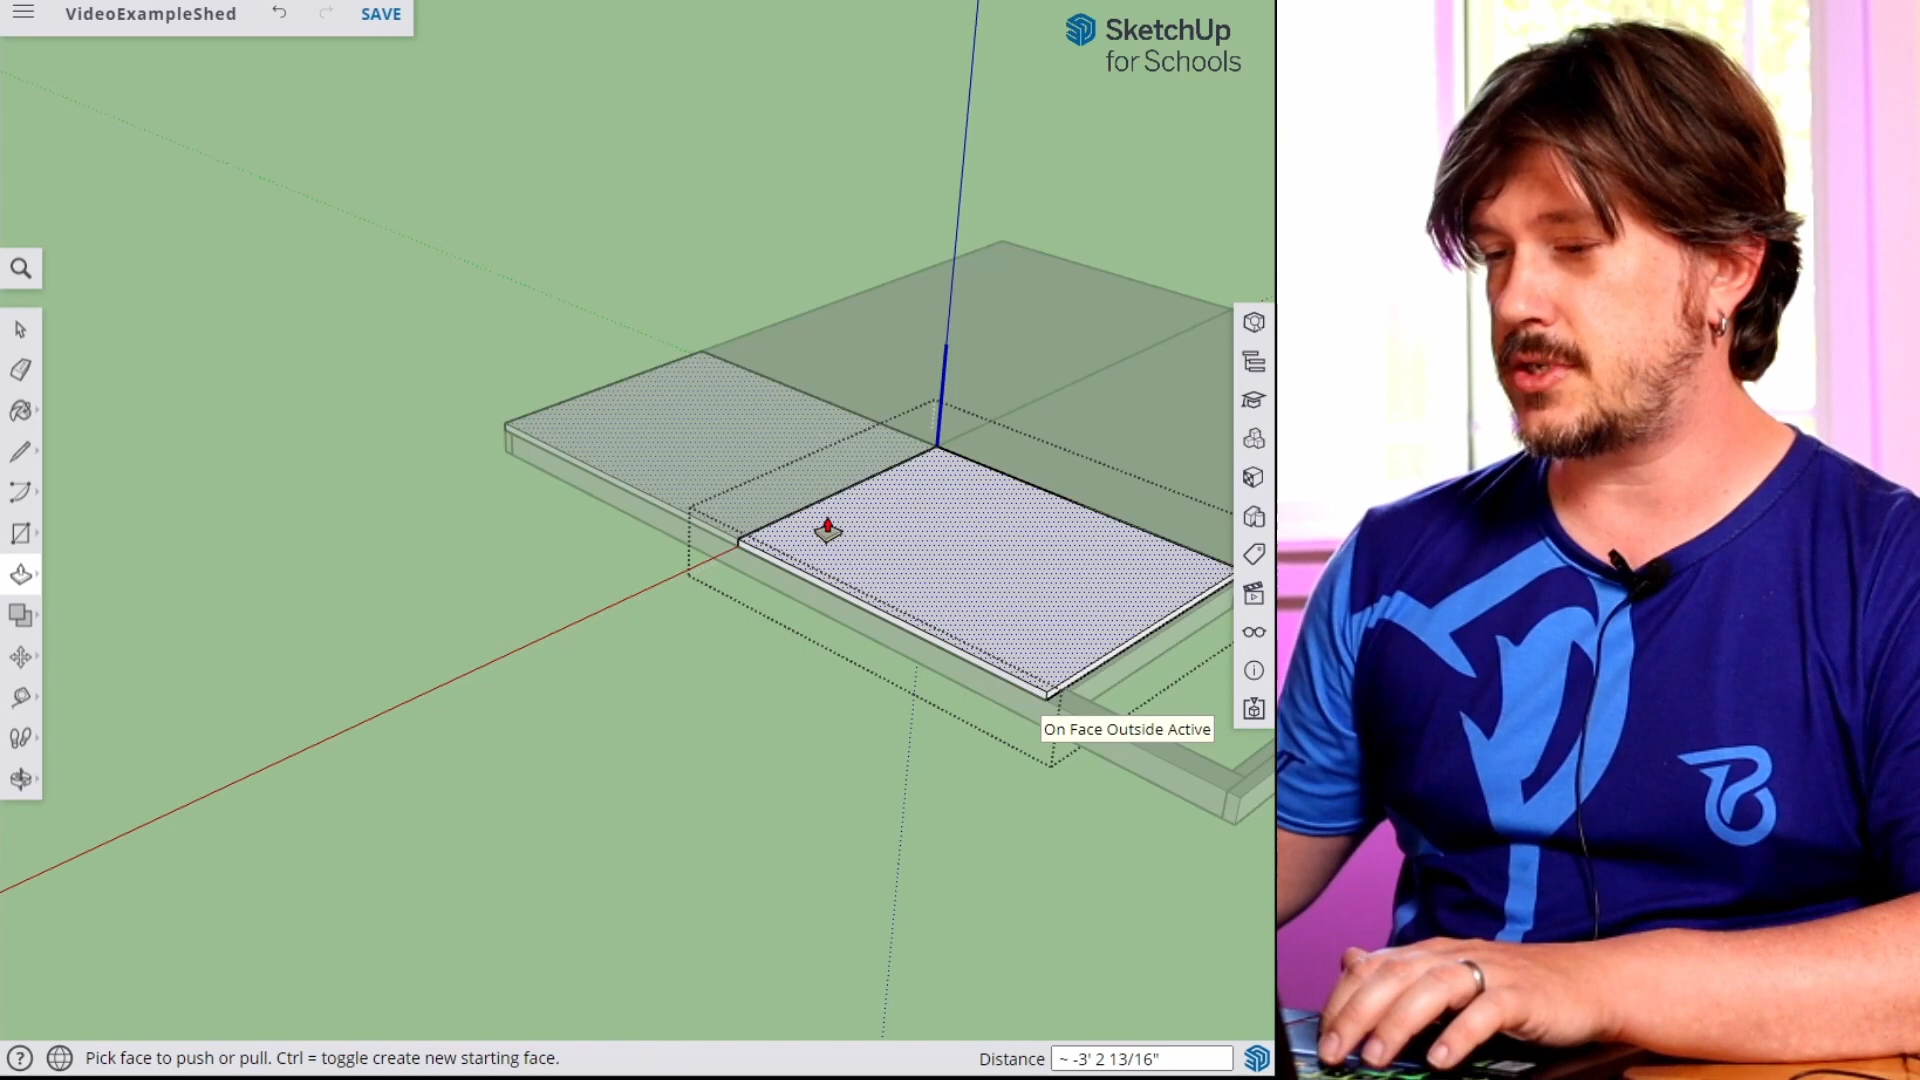 VideoExampleShed SAVE
SketchUp
for Schools
On Face Outside Active
Pick face to push or pull. Ctrl = toggle create new starting face.
Distance ~ -3' 2 13/16"